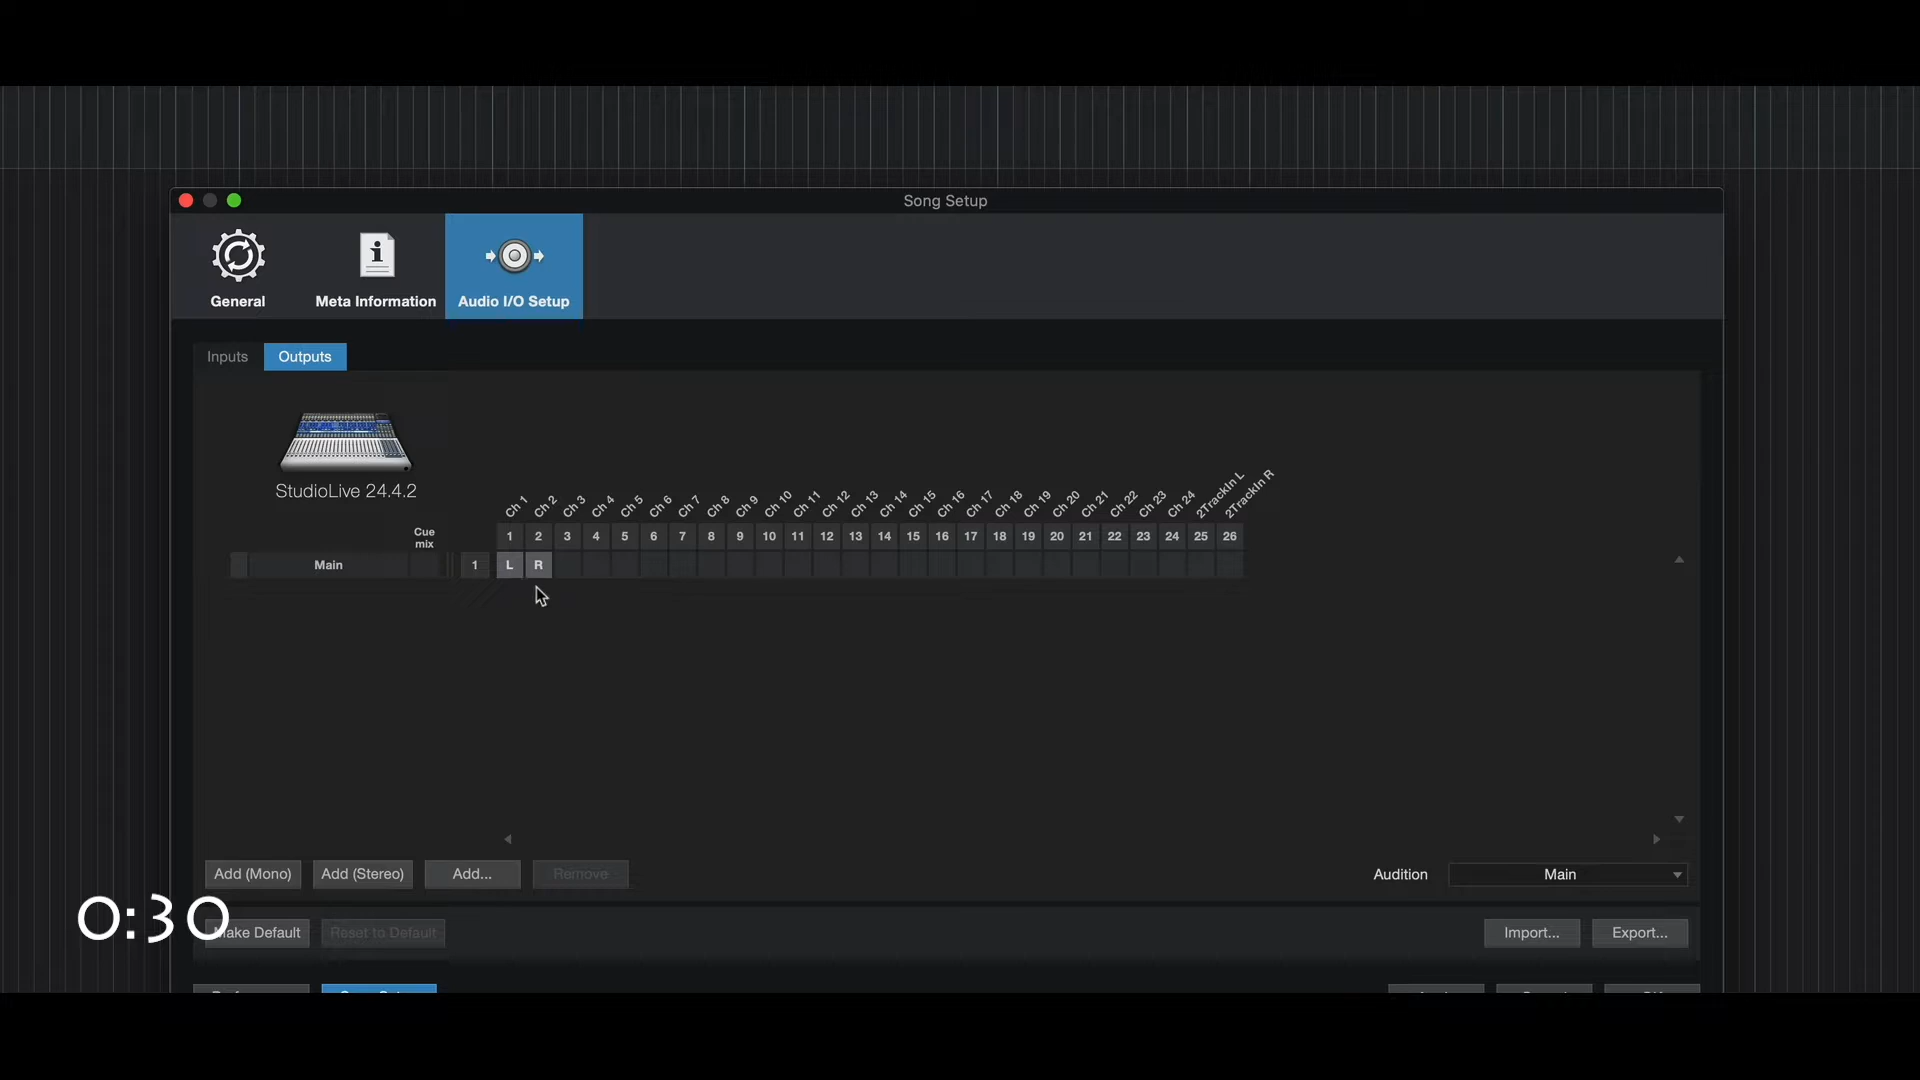 Song Setup
General
Meta Information
Audio I/O Setup
Inputs
Outputs
StudioLive 24.4.2
Ch 1 Ch 2 Ch 3 Ch 4 Ch 5 Ch 6 Ch 7 Ch 8 Ch 9 Ch 10 Ch 11 Ch 12 Ch 13 Ch 14 Ch 15 Ch 16 Ch 17 Ch 18 Ch 19 Ch 20 Ch 21 Ch 22 Ch 23 Ch 24 2TrackIn L 2TrackIn R
Cue
mix
1 2 3 4 5 6 7 8 9 10 11 12 13 14 15 16 17 18 19 20 21 22 23 24 25 26
Main 1 L R
Add (Mono) Add (Stereo) Add... Remove Audition Main
0:30
Make Default Reset to Default Import... Export...